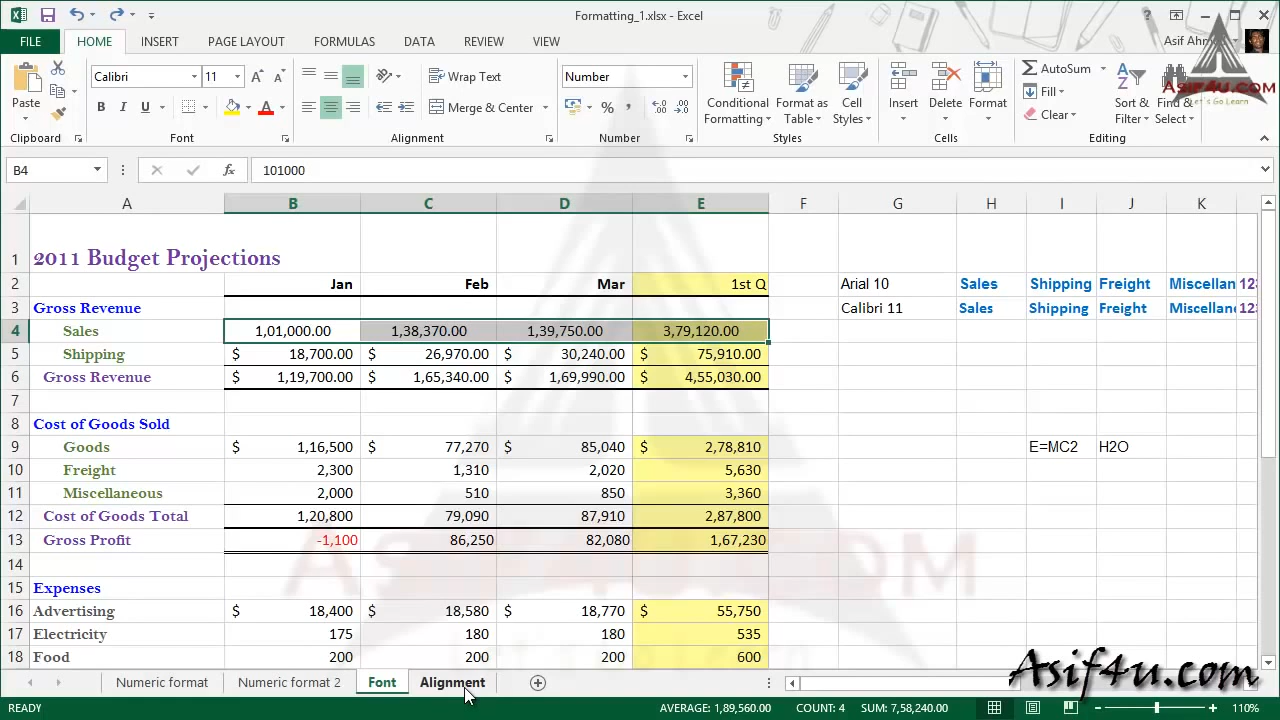 Formatting_1.xlsx - Excel
FILE HOME INSERT PAGE LAYOUT FORMULAS DATA REVIEW VIEW
Calibri 11 Wrap Text Number AutoSum
Paste Conditional Formatting Format as Table Cell Styles Insert Delete Format Fill Sort & Filter Find & Select
B I U Merge & Center % Clear
Clipboard Font Alignment Number Styles Cells Editing
Asif4U.COM
Let's Go Learn
B4 fx 101000
A B C D E F G H I J K
1 2011 Budget Projections
2 Jan Feb Mar 1st Q Arial 10 Sales Shipping Freight Miscellan 12
3 Gross Revenue Calibri 11 Sales Shipping Freight Miscellane 12
4 Sales 1,01,000.00 1,38,370.00 1,39,750.00 3,79,120.00
5 Shipping $ 18,700.00 $ 26,970.00 $ 30,240.00 $ 75,910.00
6 Gross Revenue $ 1,19,700.00 $ 1,65,340.00 $ 1,69,990.00 $ 4,55,030.00
7
8 Cost of Goods Sold
9 Goods $ 1,16,500 $ 77,270 $ 85,040 $ 2,78,810 E=MC2 H2O
10 Freight 2,300 1,310 2,020 5,630
11 Miscellaneous 2,000 510 850 3,360
12 Cost of Goods Total 1,20,800 79,090 87,910 2,87,800
13 Gross Profit -1,100 86,250 82,080 1,67,230
14
15 Expenses
16 Advertising $ 18,400 $ 18,580 $ 18,770 $ 55,750
17 Electricity 175 180 180 535
18 Food 200 200 200 600
Asif4u.com
Numeric format Numeric format 2 Font Alignment
READY AVERAGE: 1,89,560.00 COUNT: 4 SUM: 7,58,240.00 110%